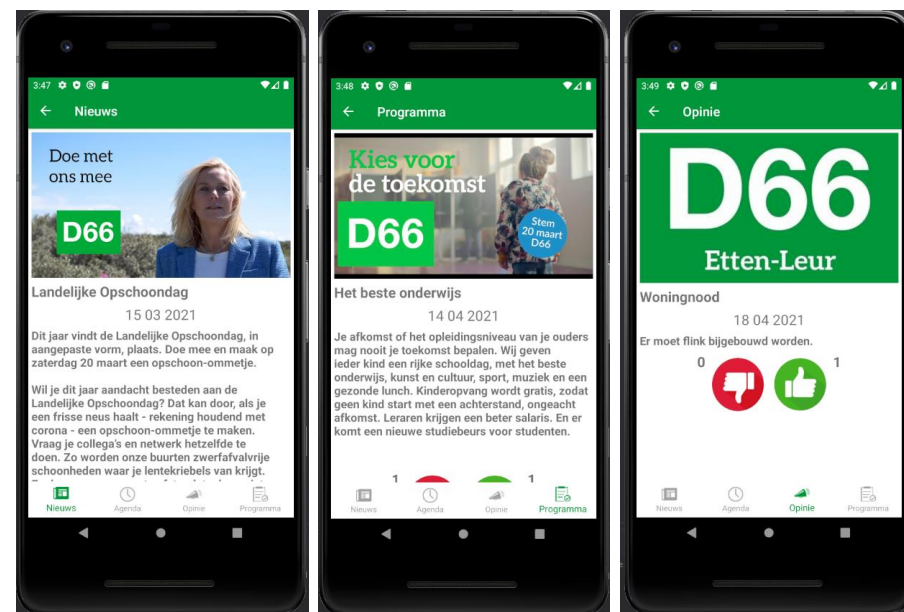 3:47
Nieuws
Doe met
ons mee
D66
Landelijke Opschoondag
15 03 2021
Dit jaar vindt de Landelijke Opschoondag, in
aangepaste vorm, plaats. Doe mee en maak op
zaterdag 20 maart een opschoon-ommetje.
Wil je dit jaar aandacht besteden aan de
Landelijke Opschoondag? Dat kan door, als je
een frisse neus haalt - rekening houdend met
corona - een opschoon-ommetje te maken.
Vraag je collega's en netwerk hetzelfde te
doen. Zo worden onze buurten zwerfafvalvrije
schoonheden waar je lentekriebels van krijgt.
Nieuws
Agenda
Opinie
Programma
3:48
Programma
Kies voor
de toekomst
D66
Stem
20 maart
D66
Het beste onderwijs
14 04 2021
Je afkomst of het opleidingsniveau van je ouders
mag nooit je toekomst bepalen. Wij geven
ieder kind een rijke schooldag, met het beste
onderwijs, kunst en cultuur, sport, muziek en een
gezonde lunch. Kinderopvang wordt gratis, zodat
geen kind start met een achterstand, ongeacht
afkomst. Leraren krijgen een beter salaris. En er
komt een nieuwe studiebeurs voor studenten.
1
1
Nieuws
Agenda
Opinie
Programma
3:49
Opinie
D66
Etten-Leur
Woningnood
18 04 2021
Er moet flink bijgebouwd worden.
0
1
Nieuws
Agenda
Opinie
Programma